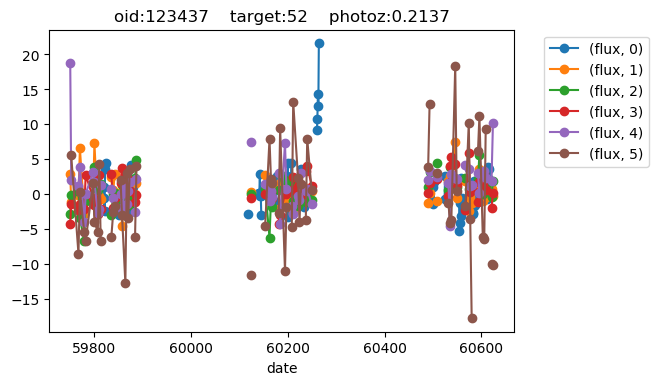 oid:123437 target:52 photoz:0.2137
20
15
10
5
0
−5
−10
−15
59800
60000
60200
60400
60600
date
(flux, 0)
(flux, 1)
(flux, 2)
(flux, 3)
(flux, 4)
(flux, 5)